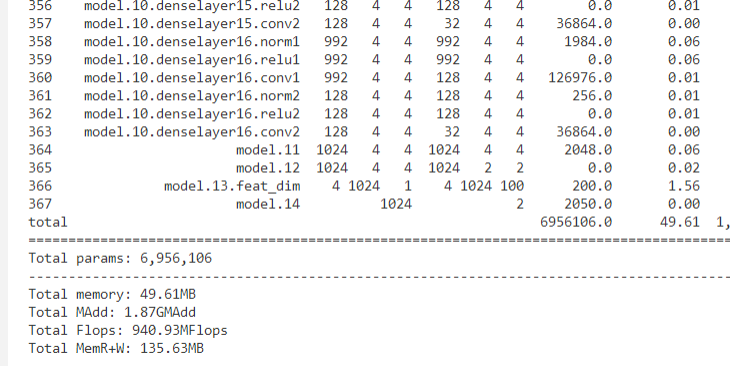 356 model.10.denselayer15.relu2 128 4 4 128 4 4 0.0 0.01
357 model.10.denselayer15.conv2 128 4 4 32 4 4 36864.0 0.00
358 model.10.denselayer16.norm1 992 4 4 992 4 4 1984.0 0.06
359 model.10.denselayer16.relu1 992 4 4 992 4 4 0.0 0.06
360 model.10.denselayer16.conv1 992 4 4 128 4 4 126976.0 0.01
361 model.10.denselayer16.norm2 128 4 4 128 4 4 256.0 0.01
362 model.10.denselayer16.relu2 128 4 4 128 4 4 0.0 0.01
363 model.10.denselayer16.conv2 128 4 4 32 4 4 36864.0 0.00
364 model.11 1024 4 4 1024 4 4 2048.0 0.06
365 model.12 1024 4 4 1024 2 2 0.0 0.02
366 model.13.feat_dim 4 1024 1 4 1024 100 200.0 1.56
367 model.14 1024 2 2050.0 0.00
total 6956106.0 49.61 1,
Total params: 6,956,106
Total memory: 49.61MB
Total MAdd: 1.87GMAdd
Total Flops: 940.93MFlops
Total MemR+W: 135.63MB